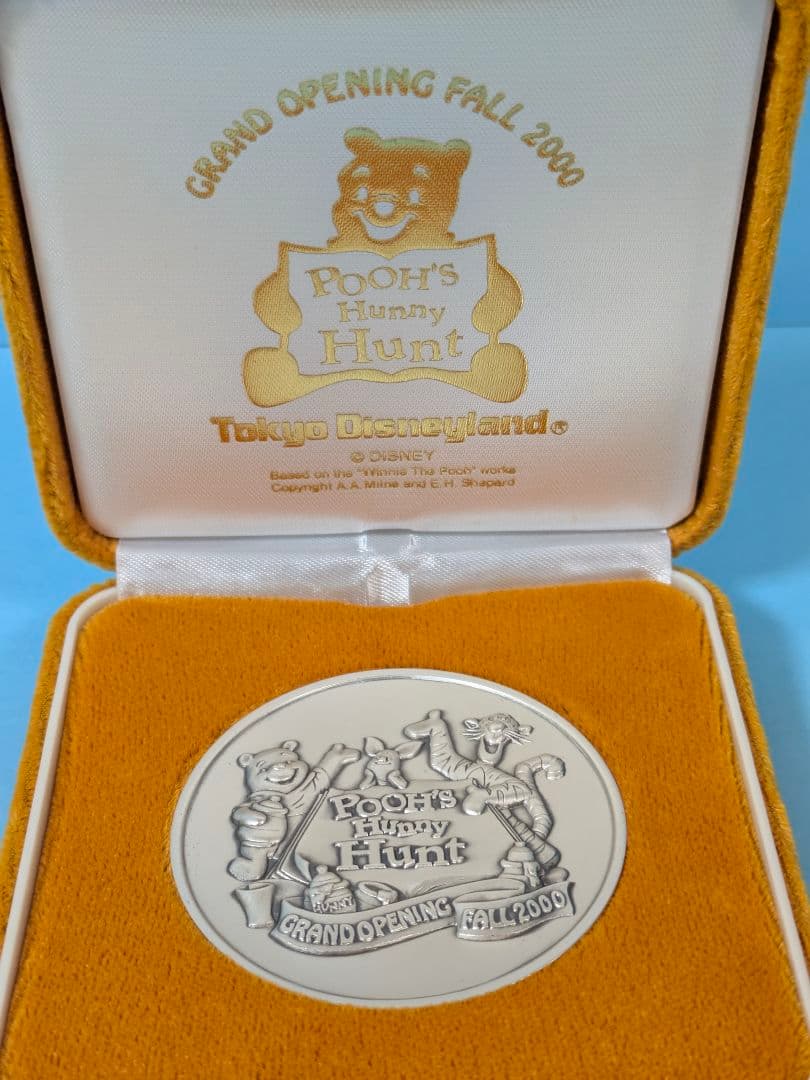 GRAND OPENING FALL 2000
POOH'S
Hunny
Hunt
Tokyo Disneyland®
© DISNEY
Based on the "Winnie The Pooh" works
Copyright A.A. Milne and E.H. Shepard
POOH'S
Hunny
Hunt
HUNNY
GRAND OPENING FALL 2000